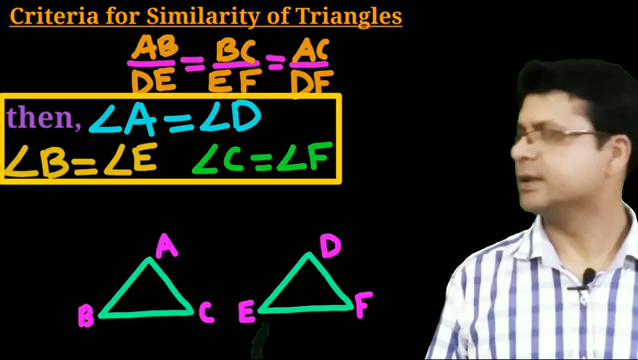 Criteria for Similarity of Triangles
AB/DE = BC/EF = AC/DF
then, ∠A = ∠D
∠B = ∠E ∠C = ∠F
A D
B C E F